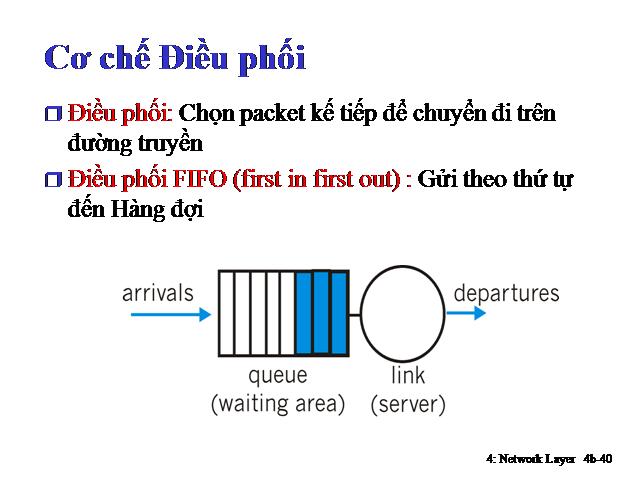 Cơ chế Điều phối
Điều phối: Chọn packet kế tiếp để chuyển đi trên
đường truyền
Điều phối FIFO (first in first out) : Gửi theo thứ tự
đến Hàng đợi
arrivals
departures
queue
(waiting area)
link
(server)
4: Network Layer 4b-40